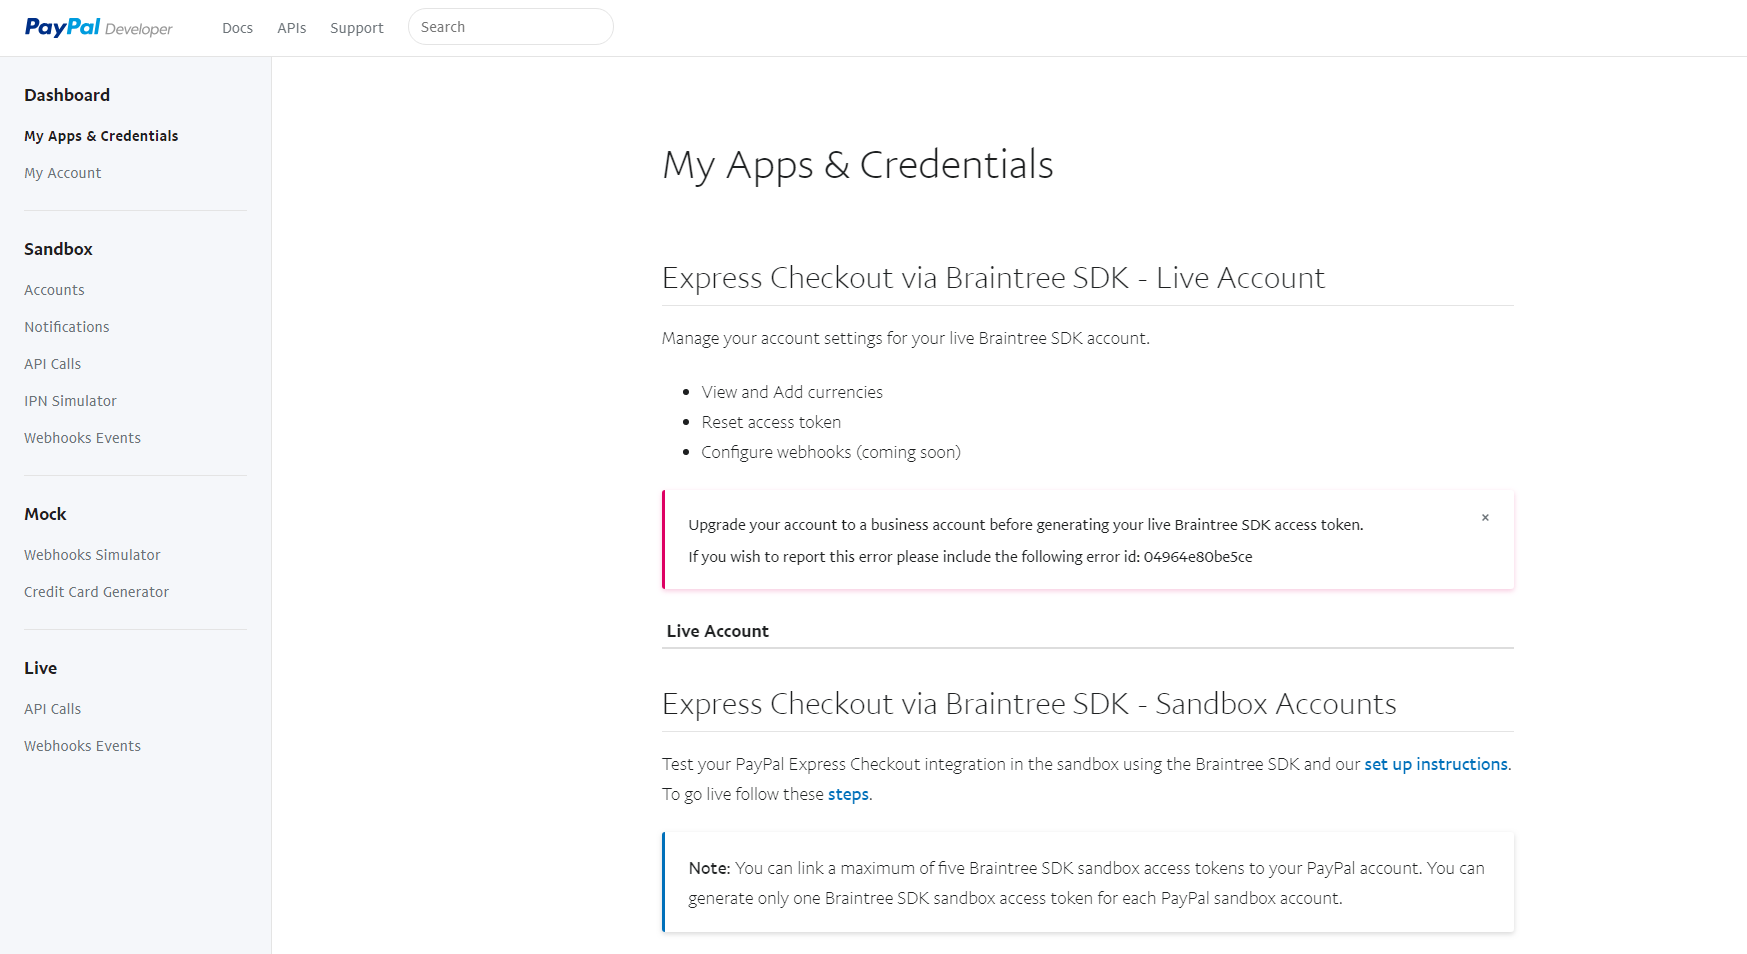 PayPal Developer
Docs
APIs
Support
Search
Dashboard
My Apps & Credentials
My Account
Sandbox
Accounts
Notifications
API Calls
IPN Simulator
Webhooks Events
Mock
Webhooks Simulator
Credit Card Generator
Live
API Calls
Webhooks Events
My Apps & Credentials
Express Checkout via Braintree SDK - Live Account
Manage your account settings for your live Braintree SDK account.
• View and Add currencies
• Reset access token
• Configure webhooks (coming soon)
Upgrade your account to a business account before generating your live Braintree SDK access token.
×
If you wish to report this error please include the following error id: 04964e80be5ce
Live Account
Express Checkout via Braintree SDK - Sandbox Accounts
Test your PayPal Express Checkout integration in the sandbox using the Braintree SDK and our set up instructions.
To go live follow these steps.
Note: You can link a maximum of five Braintree SDK sandbox access tokens to your PayPal account. You can
generate only one Braintree SDK sandbox access token for each PayPal sandbox account.